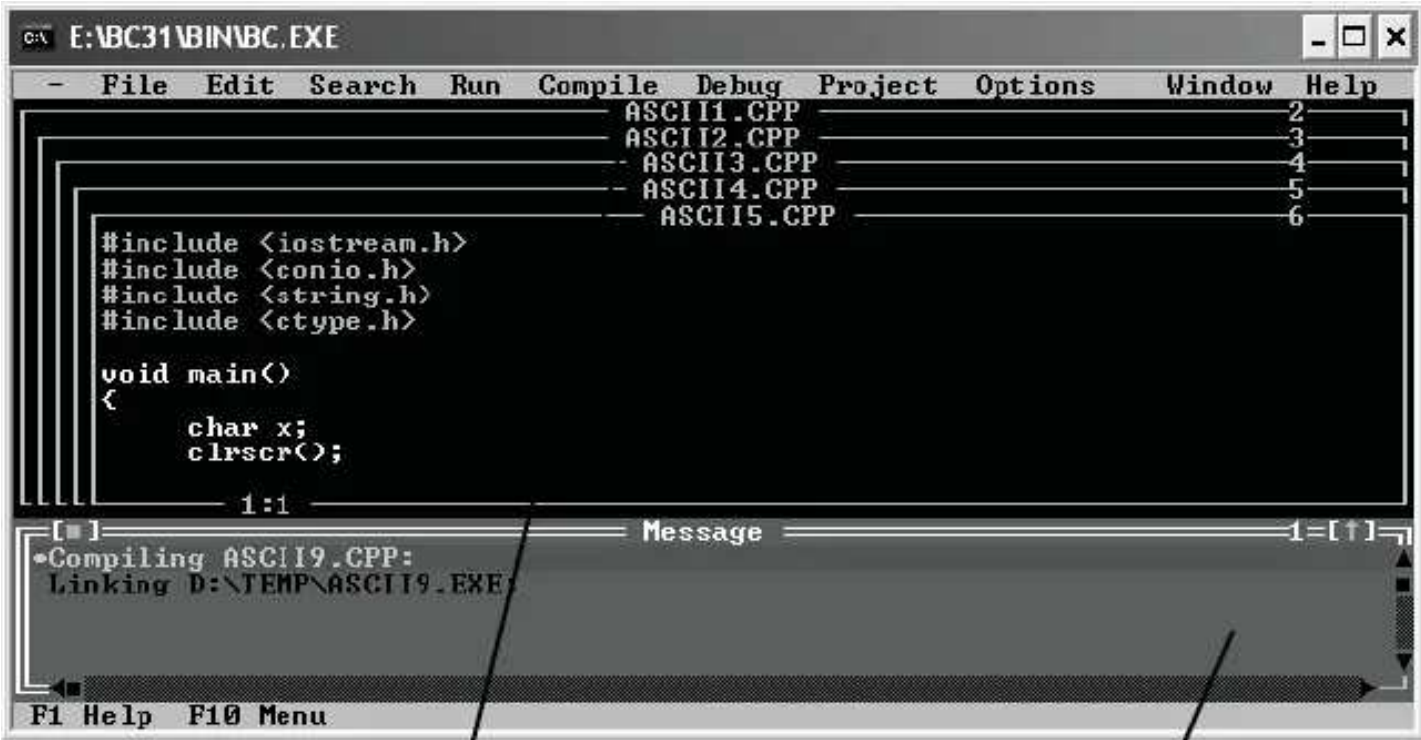 E:\BC31\BIN\BC.EXE
- File Edit Search Run Compile Debug Project Options Window Help
ASCII1.CPP 2
ASCII2.CPP 3
ASCII3.CPP 4
ASCII4.CPP 5
ASCII5.CPP 6
#include <iostream.h>
#include <conio.h>
#include <string.h>
#include <ctype.h>
void main()
{
char x;
clrscr();
1:1
[■] Message 1=[↑]
•Compiling ASCII9.CPP:
Linking D:\TEMP\ASCII9.EXE:
F1 Help F10 Menu